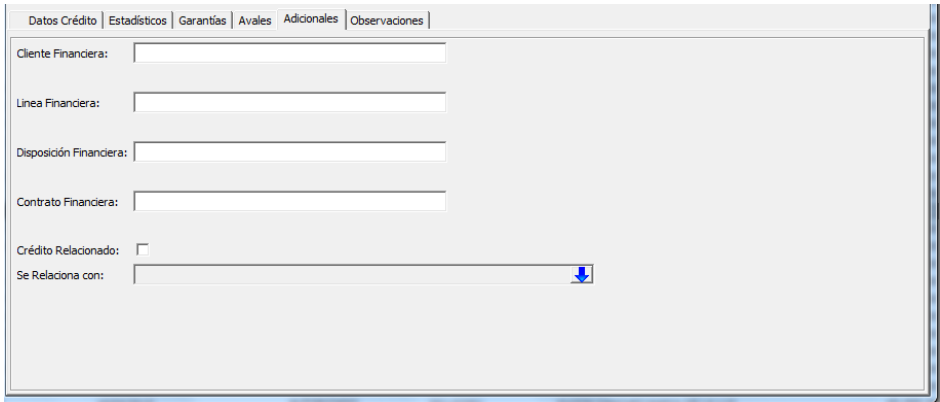 Datos Crédito Estadísticos Garantías Avales Adicionales Observaciones
Cliente Financiera:
Linea Financiera:
Disposición Financiera:
Contrato Financiera:
Crédito Relacionado:
Se Relaciona con: